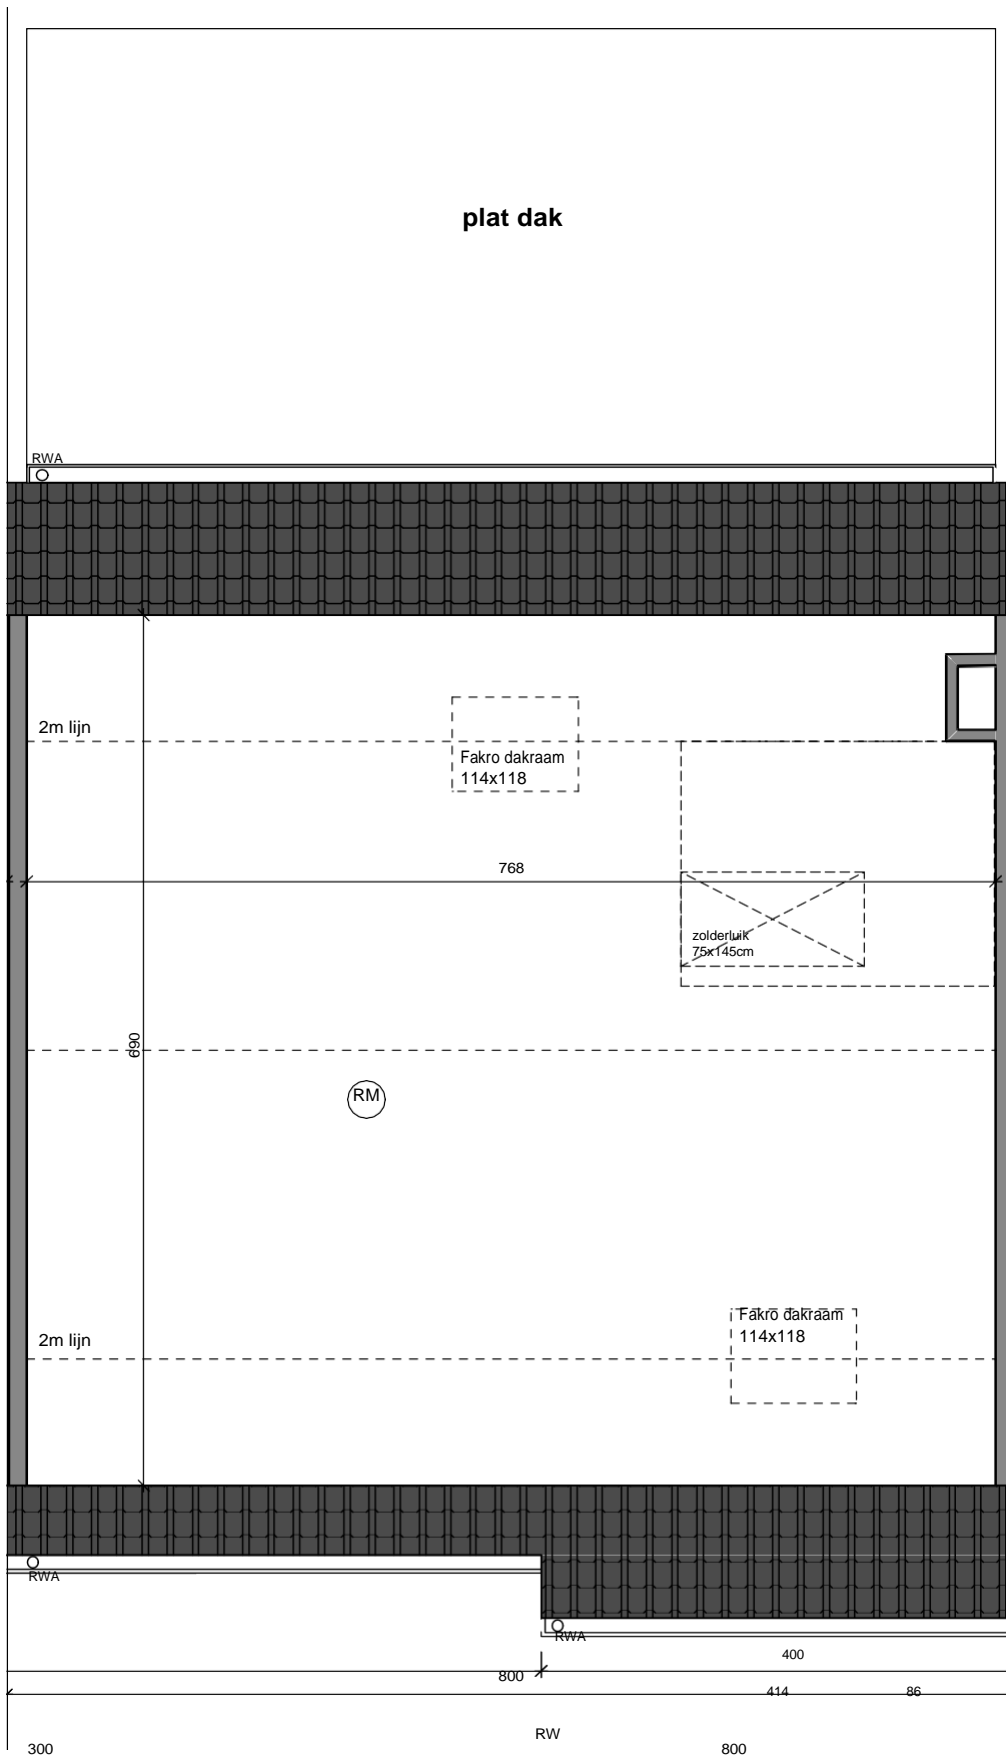 plat dak
RWA
2m lijn
Fakro dakraam
114x118
768
zolderluik
75x145cm
690
RM
2m lijn
Fakro dakraam
114x118
RWA
RWA
400
800
414
86
RW
300
800